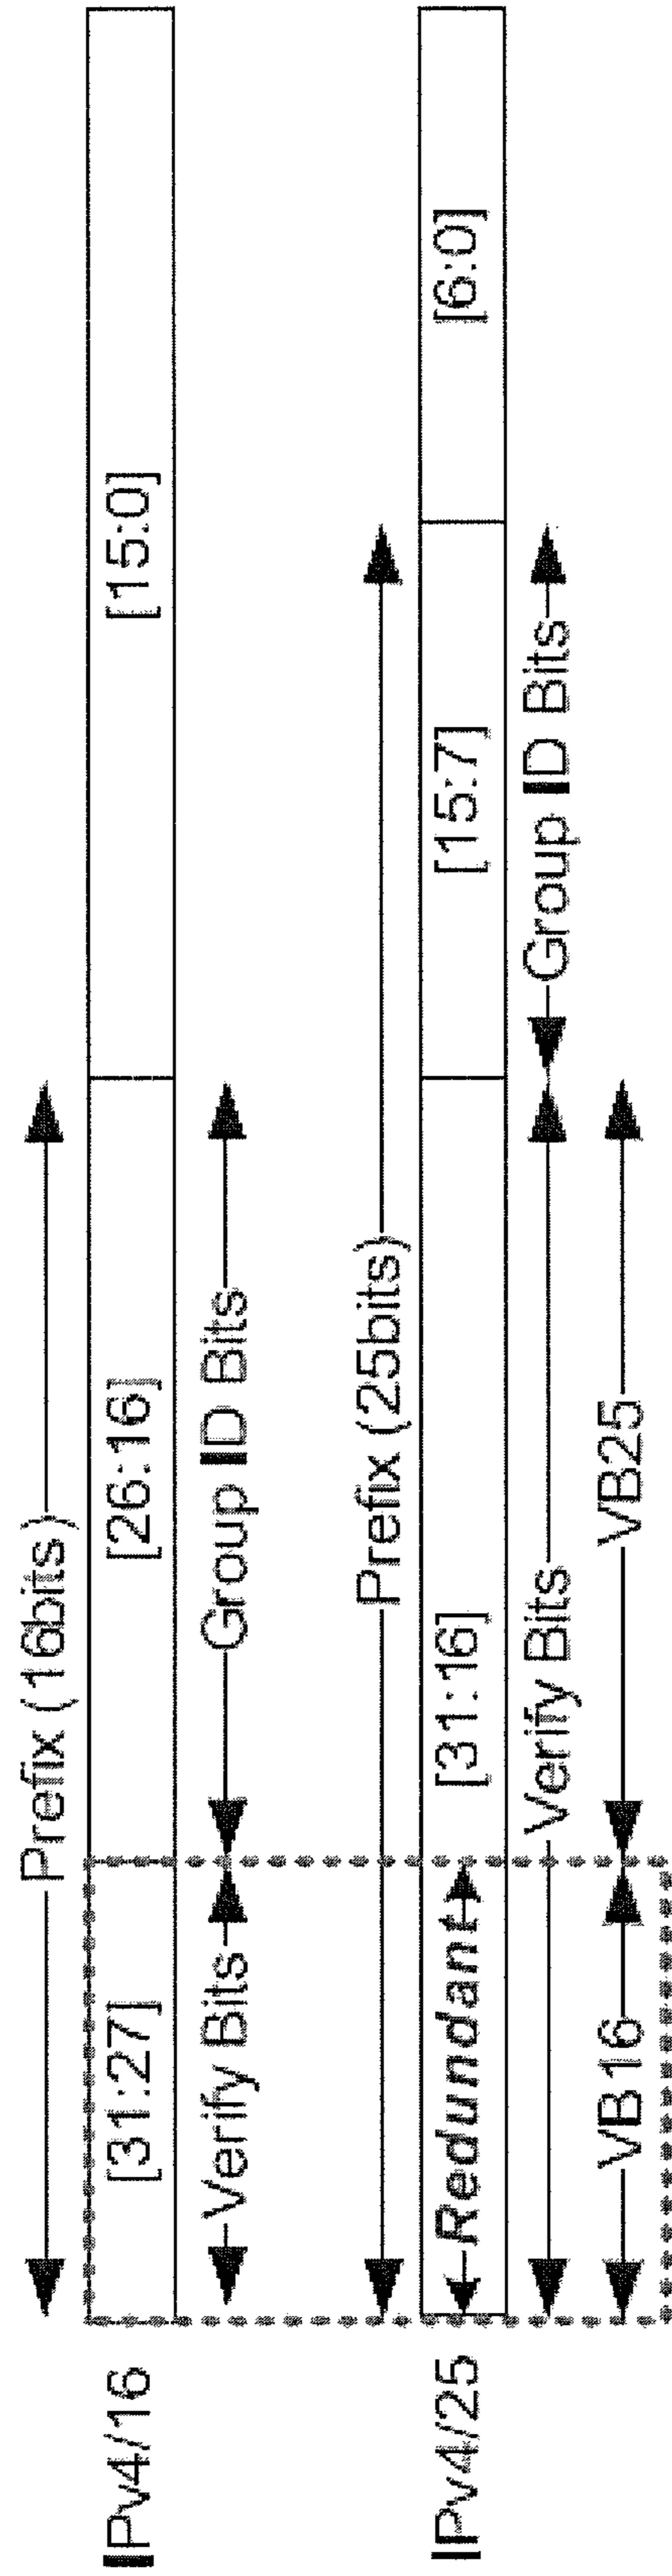 Prefix (16bits)
IPv4/16 [31:27] [26:16] [15:0]
Verify Bits Group ID Bits
Prefix (25bits)
IPv4/25 Redundant [31:16] [15:7] [6:0]
Verify Bits Group ID Bits
VB16 VB25